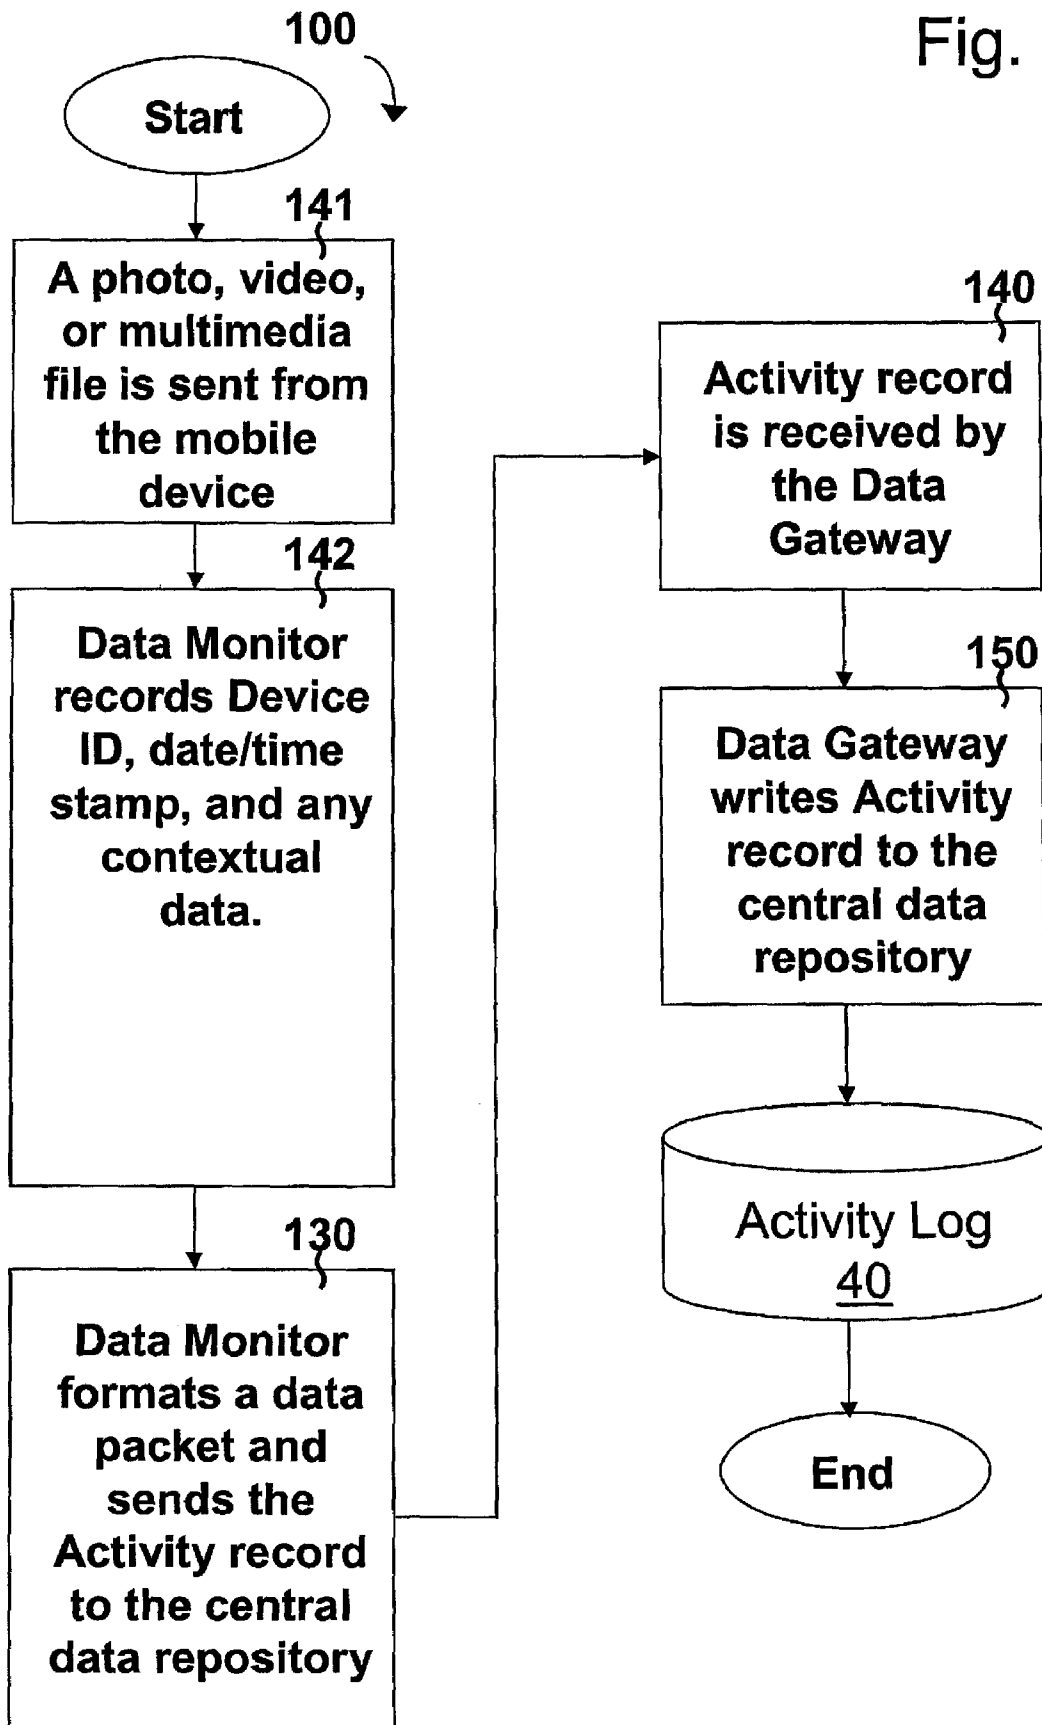 100
Fig.
Start
141
A photo, video,
or multimedia
file is sent from
the mobile
device
142
Data Monitor
records Device
ID, date/time
stamp, and any
contextual
data.
130
Data Monitor
formats a data
packet and
sends the
Activity record
to the central
data repository
140
Activity record
is received by
the Data
Gateway
150
Data Gateway
writes Activity
record to the
central data
repository
Activity Log
40
End